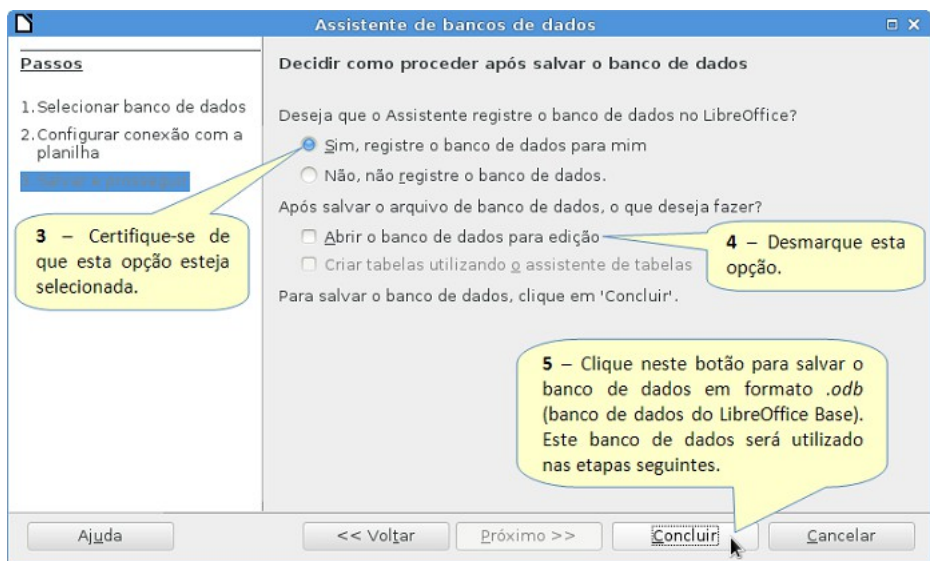 Assistente de bancos de dados
Passos
1.Selecionar banco de dados
2.Configurar conexão com a
planilha
Decidir como proceder após salvar o banco de dados
Deseja que o Assistente registre o banco de dados no LibreOffice?
Sim, registre o banco de dados para mim
Não, não registre o banco de dados.
3 – Certifique-se de
que esta opção esteja
selecionada.
Após salvar o arquivo de banco de dados, o que deseja fazer?
Abrir o banco de dados para edição
Criar tabelas utilizando o assistente de tabelas
4 – Desmarque esta
opção.
Para salvar o banco de dados, clique em 'Concluir'.
5 – Clique neste botão para salvar o
banco de dados em formato .odb
(banco de dados do LibreOffice Base).
Este banco de dados será utilizado
nas etapas seguintes.
Ajuda
<< Voltar
Próximo >>
Concluir
Cancelar